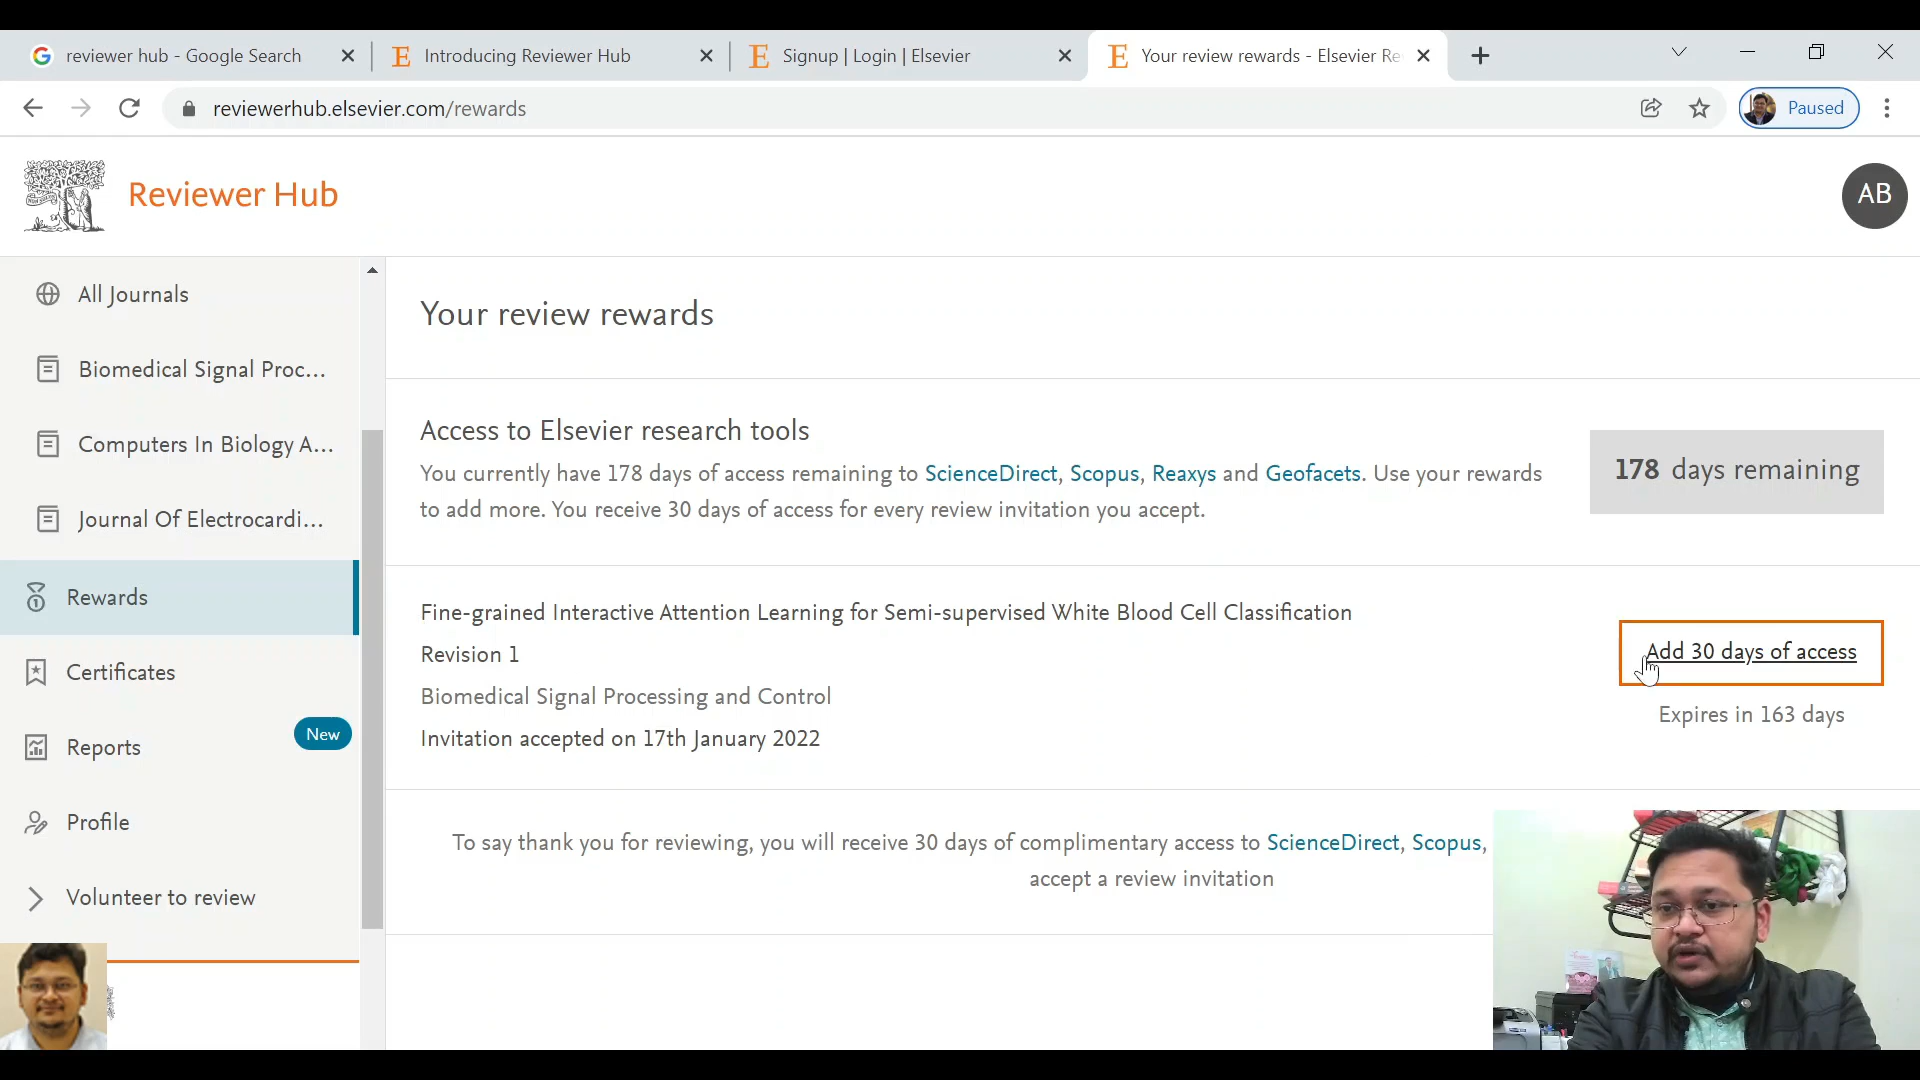 reviewer hub - Google Search
Introducing Reviewer Hub
Signup | Login | Elsevier
Your review rewards - Elsevier Re
reviewerhub.elsevier.com/rewards
Paused
Reviewer Hub
AB
All Journals
Biomedical Signal Proc...
Computers In Biology A...
Journal Of Electrocardi...
Rewards
Certificates
Reports
New
Profile
Volunteer to review
Your review rewards
Access to Elsevier research tools
You currently have 178 days of access remaining to ScienceDirect, Scopus, Reaxys and Geofacets. Use your rewards
to add more. You receive 30 days of access for every review invitation you accept.
178 days remaining
Fine-grained Interactive Attention Learning for Semi-supervised White Blood Cell Classification
Revision 1
Biomedical Signal Processing and Control
Invitation accepted on 17th January 2022
Add 30 days of access
Expires in 163 days
To say thank you for reviewing, you will receive 30 days of complimentary access to ScienceDirect, Scopus,
accept a review invitation